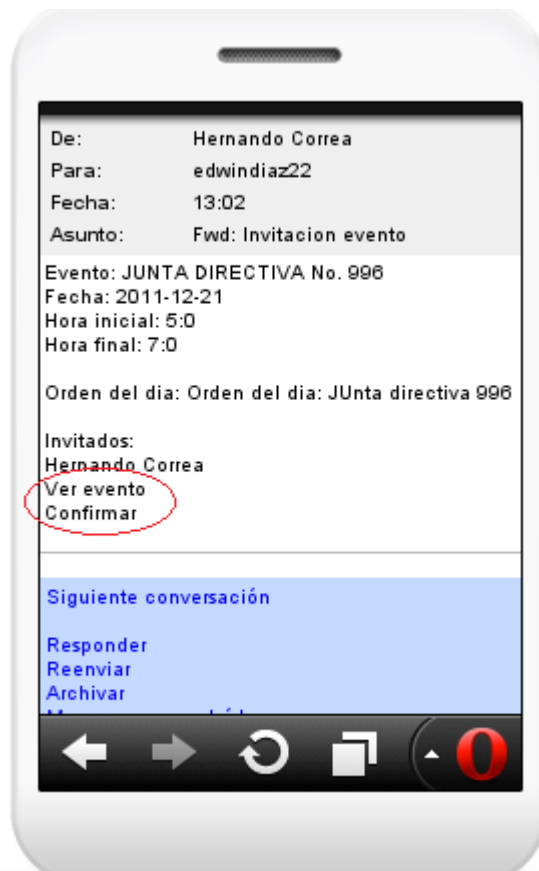 De: Hernando Correa
Para: edwindiaz22
Fecha: 13:02
Asunto: Fwd: Invitacion evento
Evento: JUNTA DIRECTIVA No. 996
Fecha: 2011-12-21
Hora inicial: 5:0
Hora final: 7:0
Orden del dia: Orden del dia: JUnta directiva 996
Invitados:
Hernando Correa
Ver evento
Confirmar
Siguiente conversación
Responder
Reenviar
Archivar